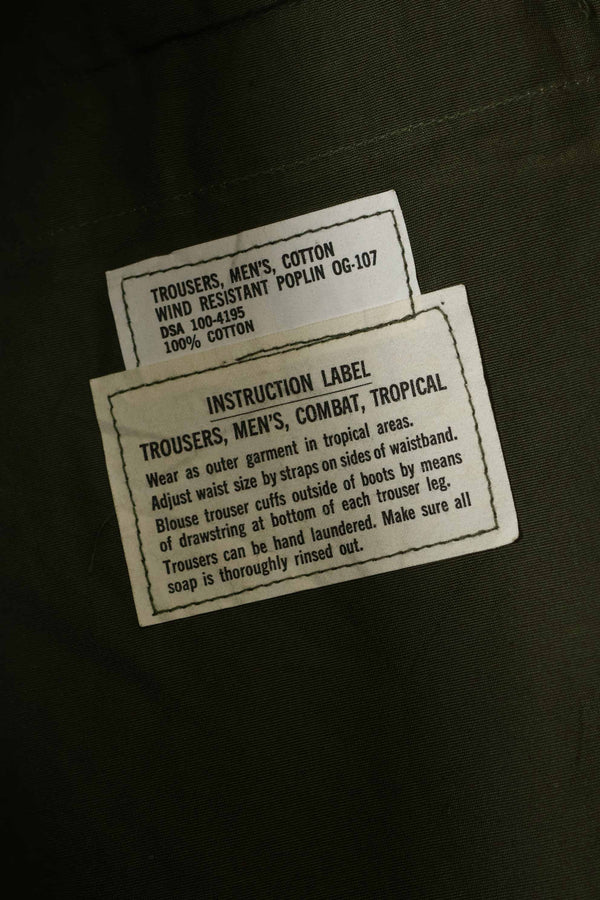 TROUSERS, MEN'S, COTTON
WIND RESISTANT POPLIN OG-107
DSA 100-4195
100% COTTON
INSTRUCTION LABEL
TROUSERS, MEN'S, COMBAT, TROPICAL
Wear as outer garment in tropical areas.
Adjust waist size by straps on sides of waistband.
Blouse trouser cuffs outside of boots by means
of drawstring at bottom of each trouser leg.
Trousers can be hand laundered. Make sure all
soap is thoroughly rinsed out.